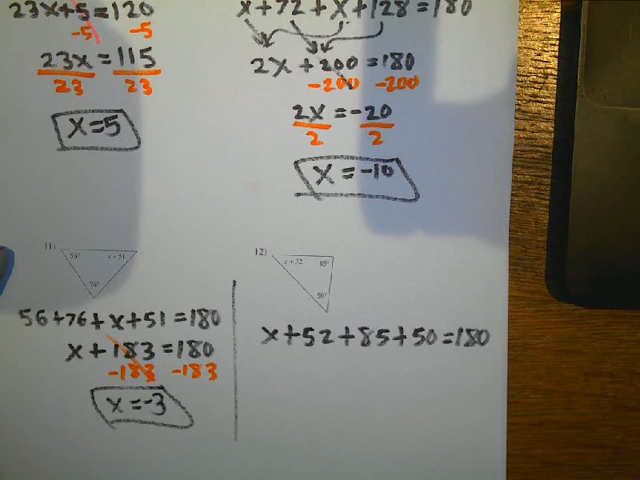 23x+5=120
-5 -5
23x=115
23 23
x=5
x+72+x+128=180
2x+200=180
-200 -200
2x=-20
2 2
x=-10
11)
56° x+51
76°
56+76+x+51=180
x+183=180
-183 -183
x=-3
12)
x+52 85°
50°
x+52+85+50=180